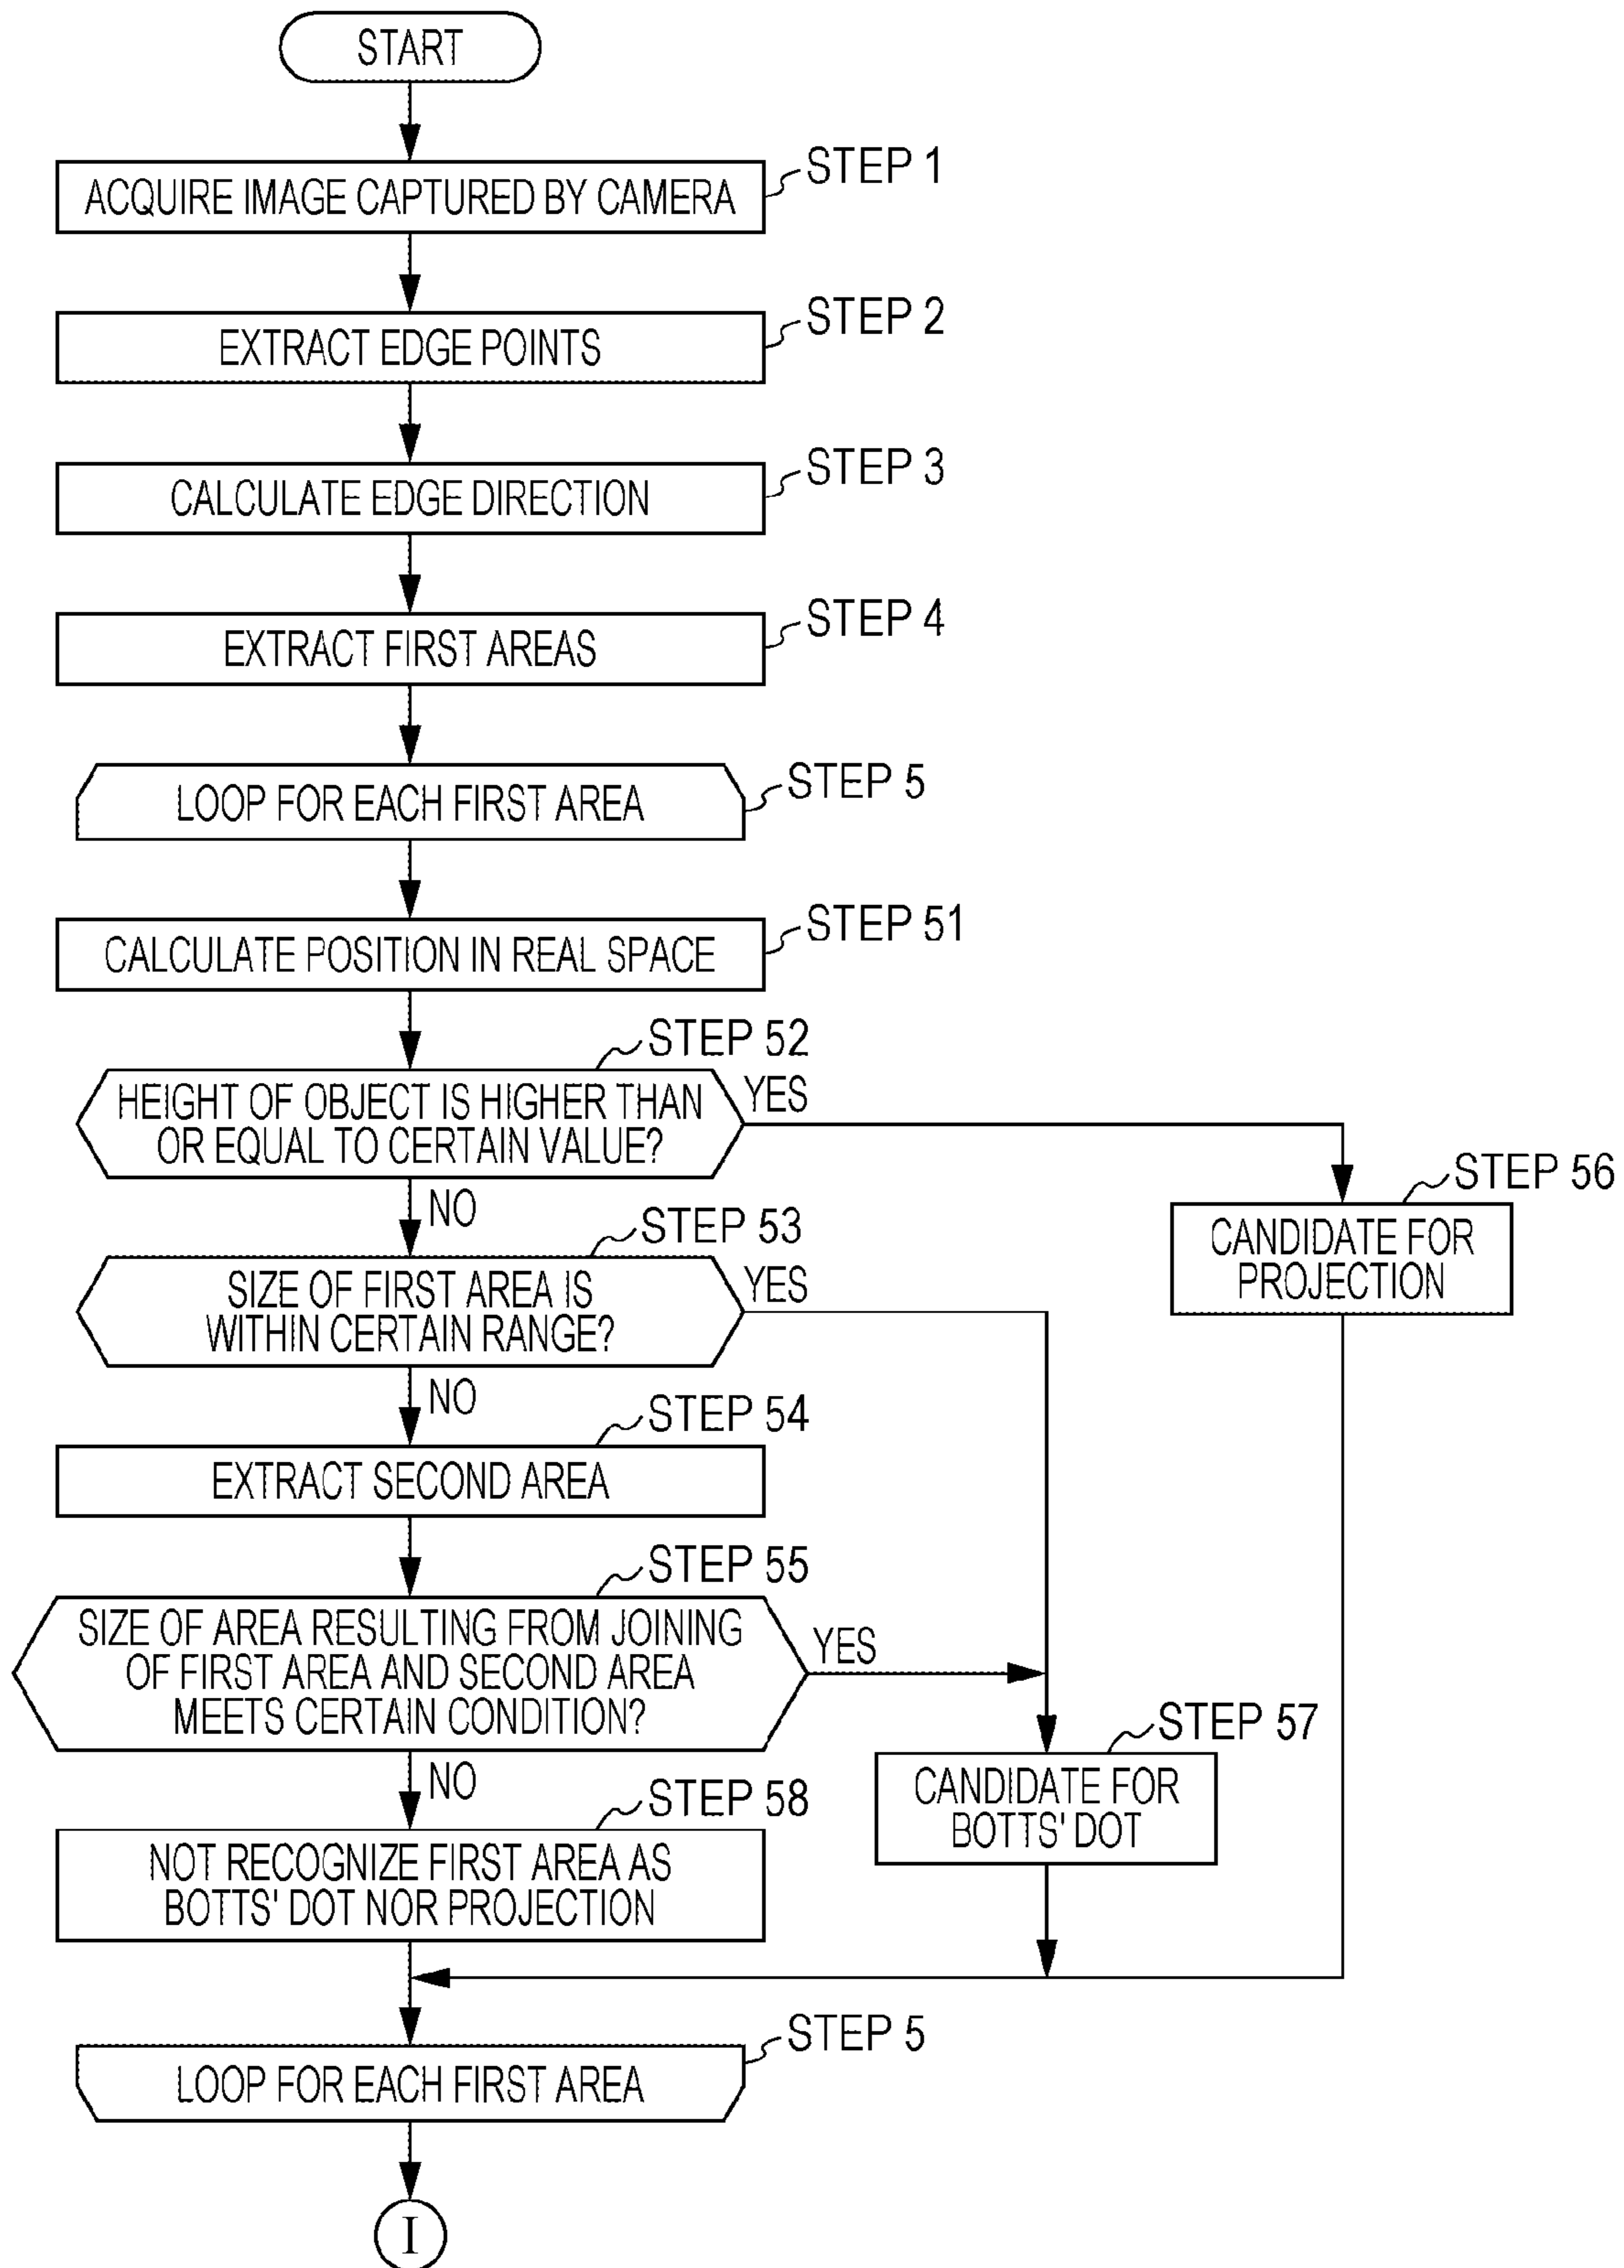 START
ACQUIRE IMAGE CAPTURED BY CAMERA
STEP 1
EXTRACT EDGE POINTS
STEP 2
CALCULATE EDGE DIRECTION
STEP 3
EXTRACT FIRST AREAS
STEP 4
LOOP FOR EACH FIRST AREA
STEP 5
CALCULATE POSITION IN REAL SPACE
STEP 51
STEP 52
HEIGHT OF OBJECT IS HIGHER THAN
OR EQUAL TO CERTAIN VALUE?
YES
NO
STEP 56
CANDIDATE FOR
PROJECTION
STEP 53
SIZE OF FIRST AREA IS
WITHIN CERTAIN RANGE?
YES
NO
STEP 54
EXTRACT SECOND AREA
STEP 55
SIZE OF AREA RESULTING FROM JOINING
OF FIRST AREA AND SECOND AREA
MEETS CERTAIN CONDITION?
YES
NO
STEP 57
CANDIDATE FOR
BOTTS' DOT
STEP 58
NOT RECOGNIZE FIRST AREA AS
BOTTS' DOT NOR PROJECTION
LOOP FOR EACH FIRST AREA
STEP 5
I